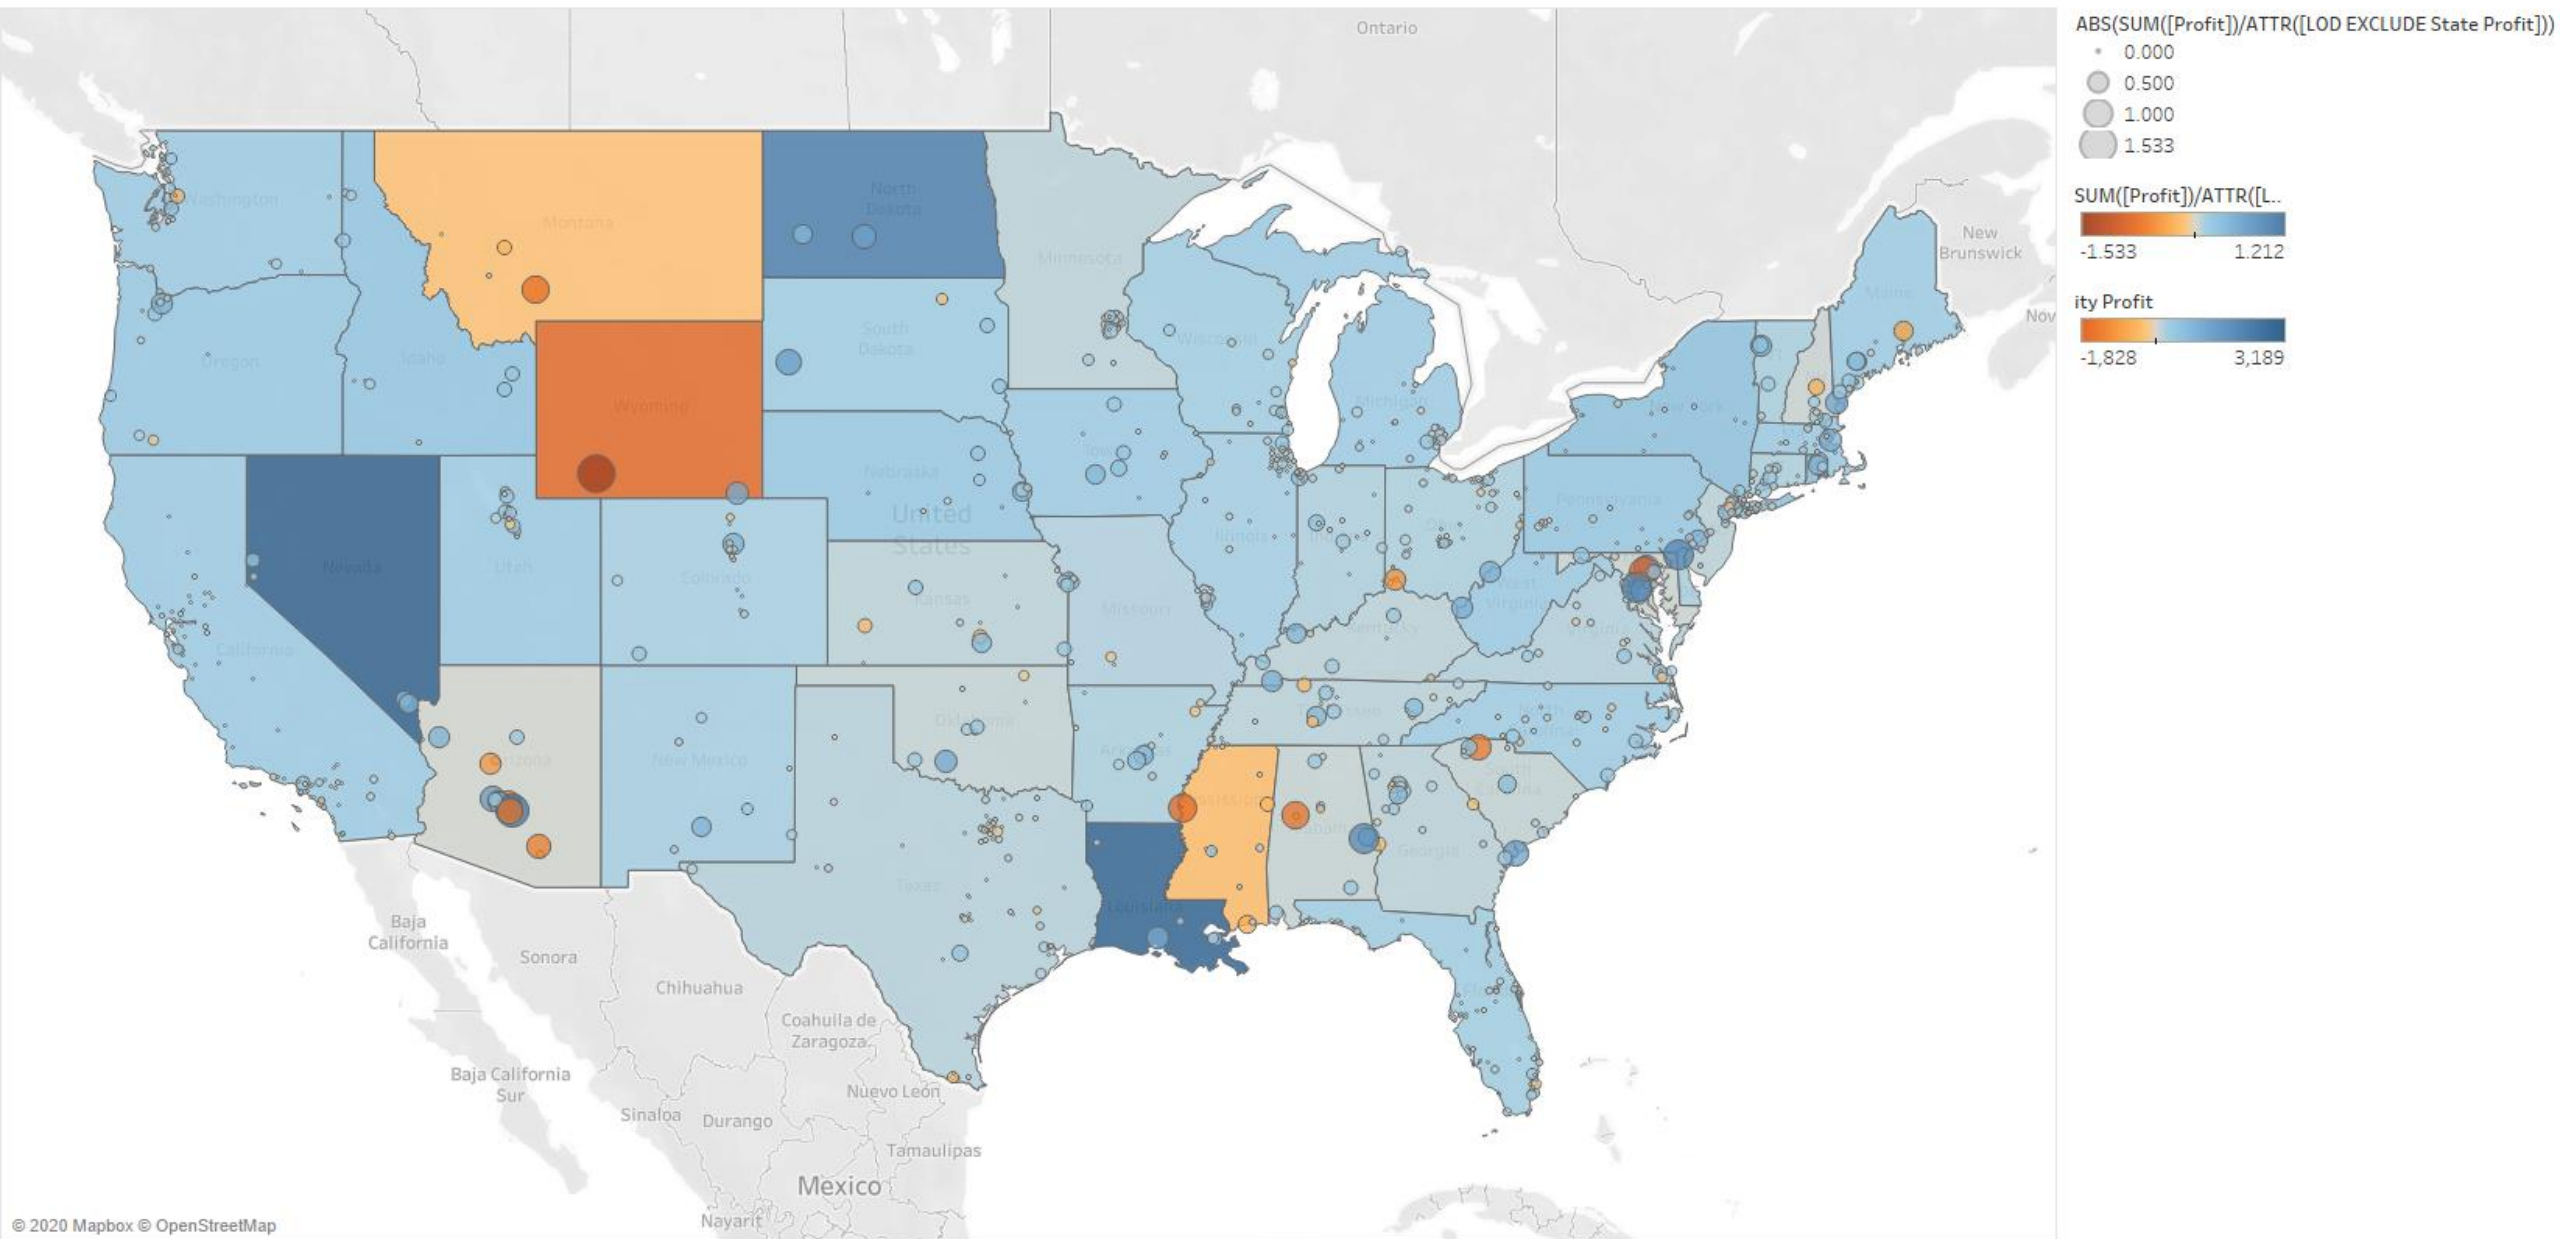 Ontario
New
Brunswick
Nov
Washington
Montana
North
Dakota
Minnesota
Maine
Oregon
Idaho
South
Dakota
Wisconsin
Michigan
Wyoming
New York
Iowa
Nebraska
United
States
Pennsylvania
Nevada
Utah
Colorado
Illinois
Ohio
Kansas
Missouri
West
Virginia
Kentucky
Virginia
California
Arizona
New Mexico
Oklahoma
Arkansas
Tennessee
North
Carolina
South
Carolina
Mississippi
Alabama
Georgia
Texas
Louisiana
Baja
California
Sonora
Chihuahua
Coahuila de
Zaragoza
Baja California
Sur
Nuevo León
Sinaloa
Durango
Tamaulipas
Mexico
Nayarit
© 2020 Mapbox © OpenStreetMap
ABS(SUM([Profit])/ATTR([LOD EXCLUDE State Profit]))
0.000
0.500
1.000
1.533
SUM([Profit])/ATTR([L..
-1.533 1.212
ity Profit
-1,828 3,189